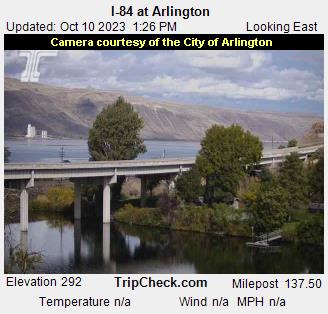 I-84 at Arlington
Updated: Oct 10 2023 1:26 PM Looking East
Camera courtesy of the City of Arlington
Elevation 292 TripCheck.com Milepost 137.50
Temperature n/a Wind n/a MPH n/a